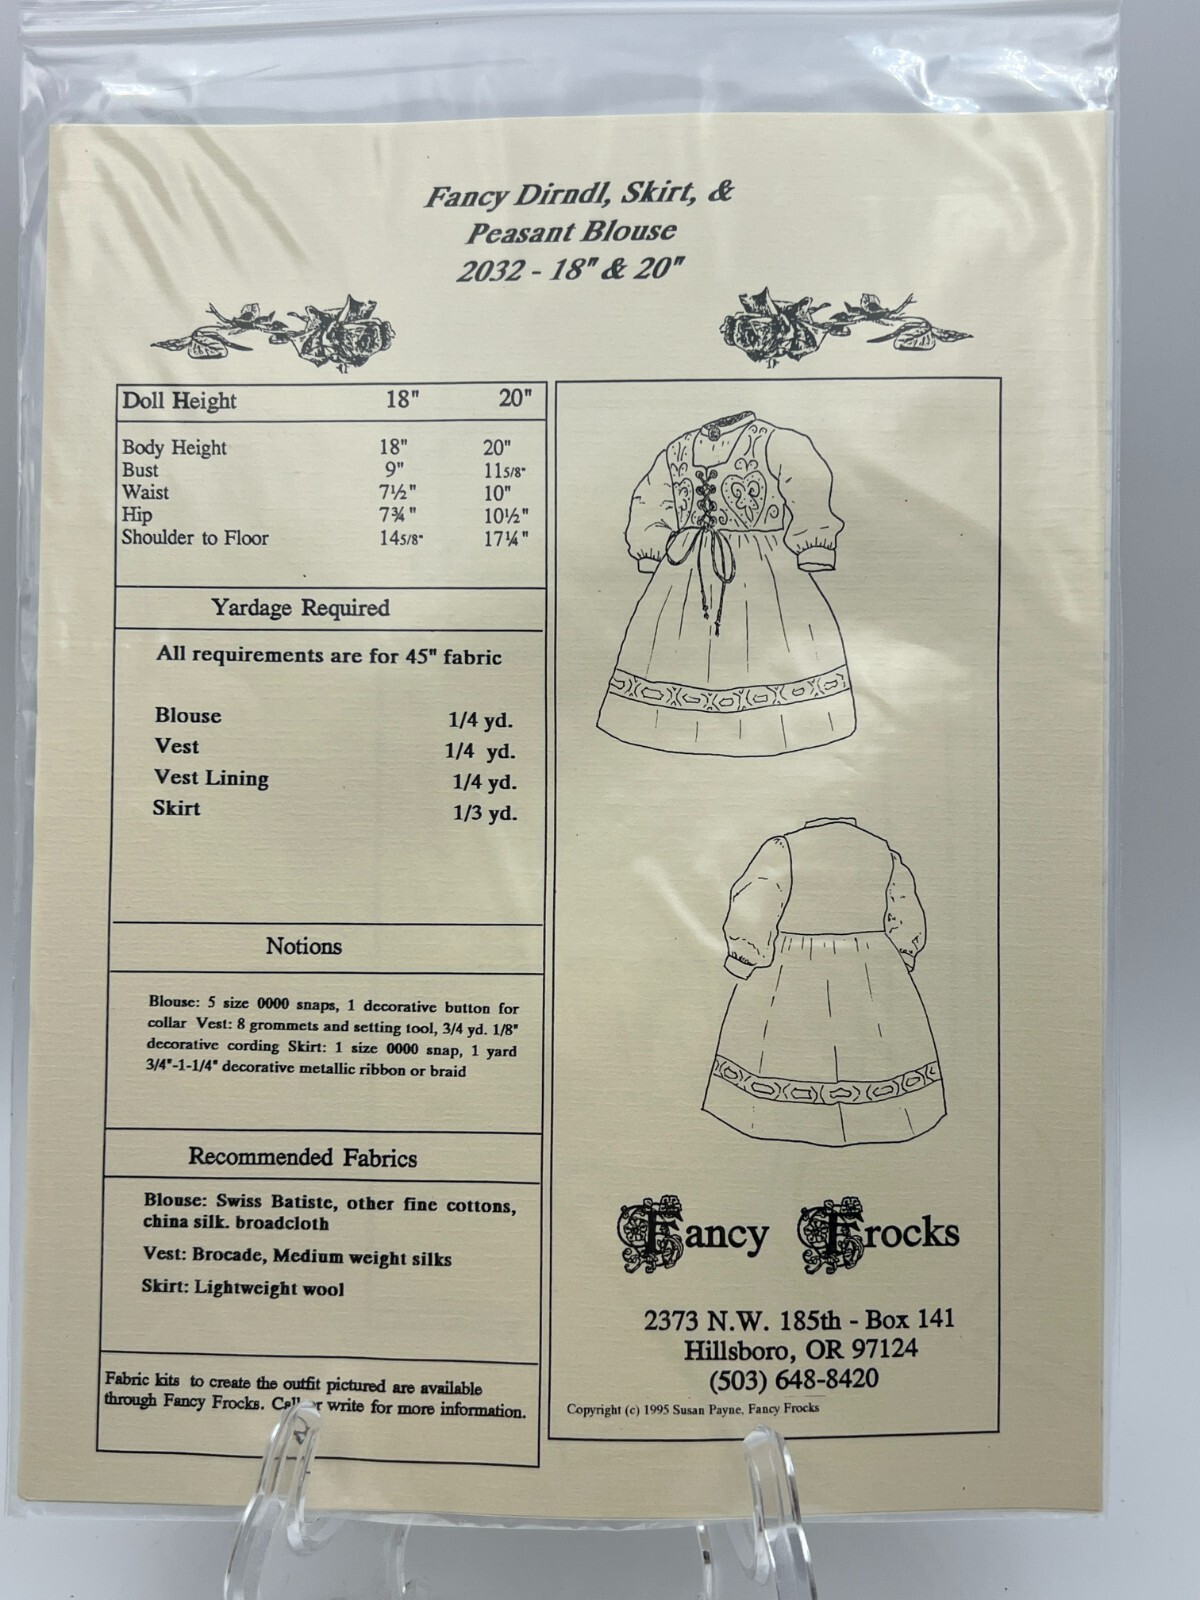 Fancy Dirndl, Skirt, &
Peasant Blouse
2032 - 18" & 20"
Doll Height 18" 20"
Body Height 18" 20"
Bust 9" 11 5/8"
Waist 7½" 10"
Hip 7¾" 10½"
Shoulder to Floor 14 5/8" 17¼"
Yardage Required
All requirements are for 45" fabric
Blouse 1/4 yd.
Vest 1/4 yd.
Vest Lining 1/4 yd.
Skirt 1/3 yd.
Notions
Blouse: 5 size 0000 snaps, 1 decorative button for
collar Vest: 8 grommets and setting tool, 3/4 yd. 1/8"
decorative cording Skirt: 1 size 0000 snap, 1 yard
3/4"-1-1/4" decorative metallic ribbon or braid
Recommended Fabrics
Blouse: Swiss Batiste, other fine cottons,
china silk. broadcloth
Vest: Brocade, Medium weight silks
Skirt: Lightweight wool
Fabric kits to create the outfit pictured are available
through Fancy Frocks. Call or write for more information.
Fancy Frocks
2373 N.W. 185th - Box 141
Hillsboro, OR 97124
(503) 648-8420
Copyright (c) 1995 Susan Payne, Fancy Frocks